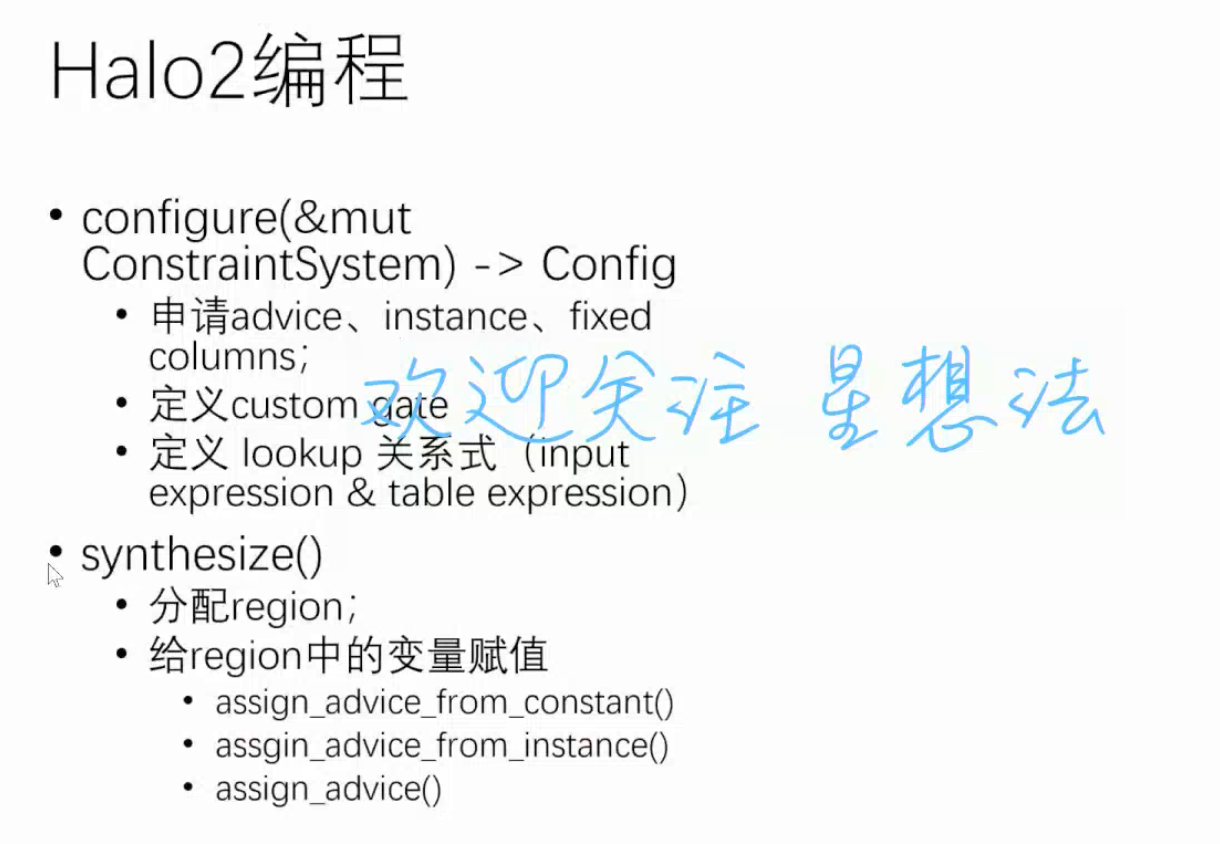 Halo2编程
• configure(&mut
ConstraintSystem) -> Config
• 申请advice、instance、fixed
columns；
• 定义custom gate
欢迎关注 星想法
• 定义 lookup 关系式（input
expression & table expression）
• synthesize()
• 分配region；
• 给region中的变量赋值
• assign_advice_from_constant()
• assgin_advice_from_instance()
• assign_advice()